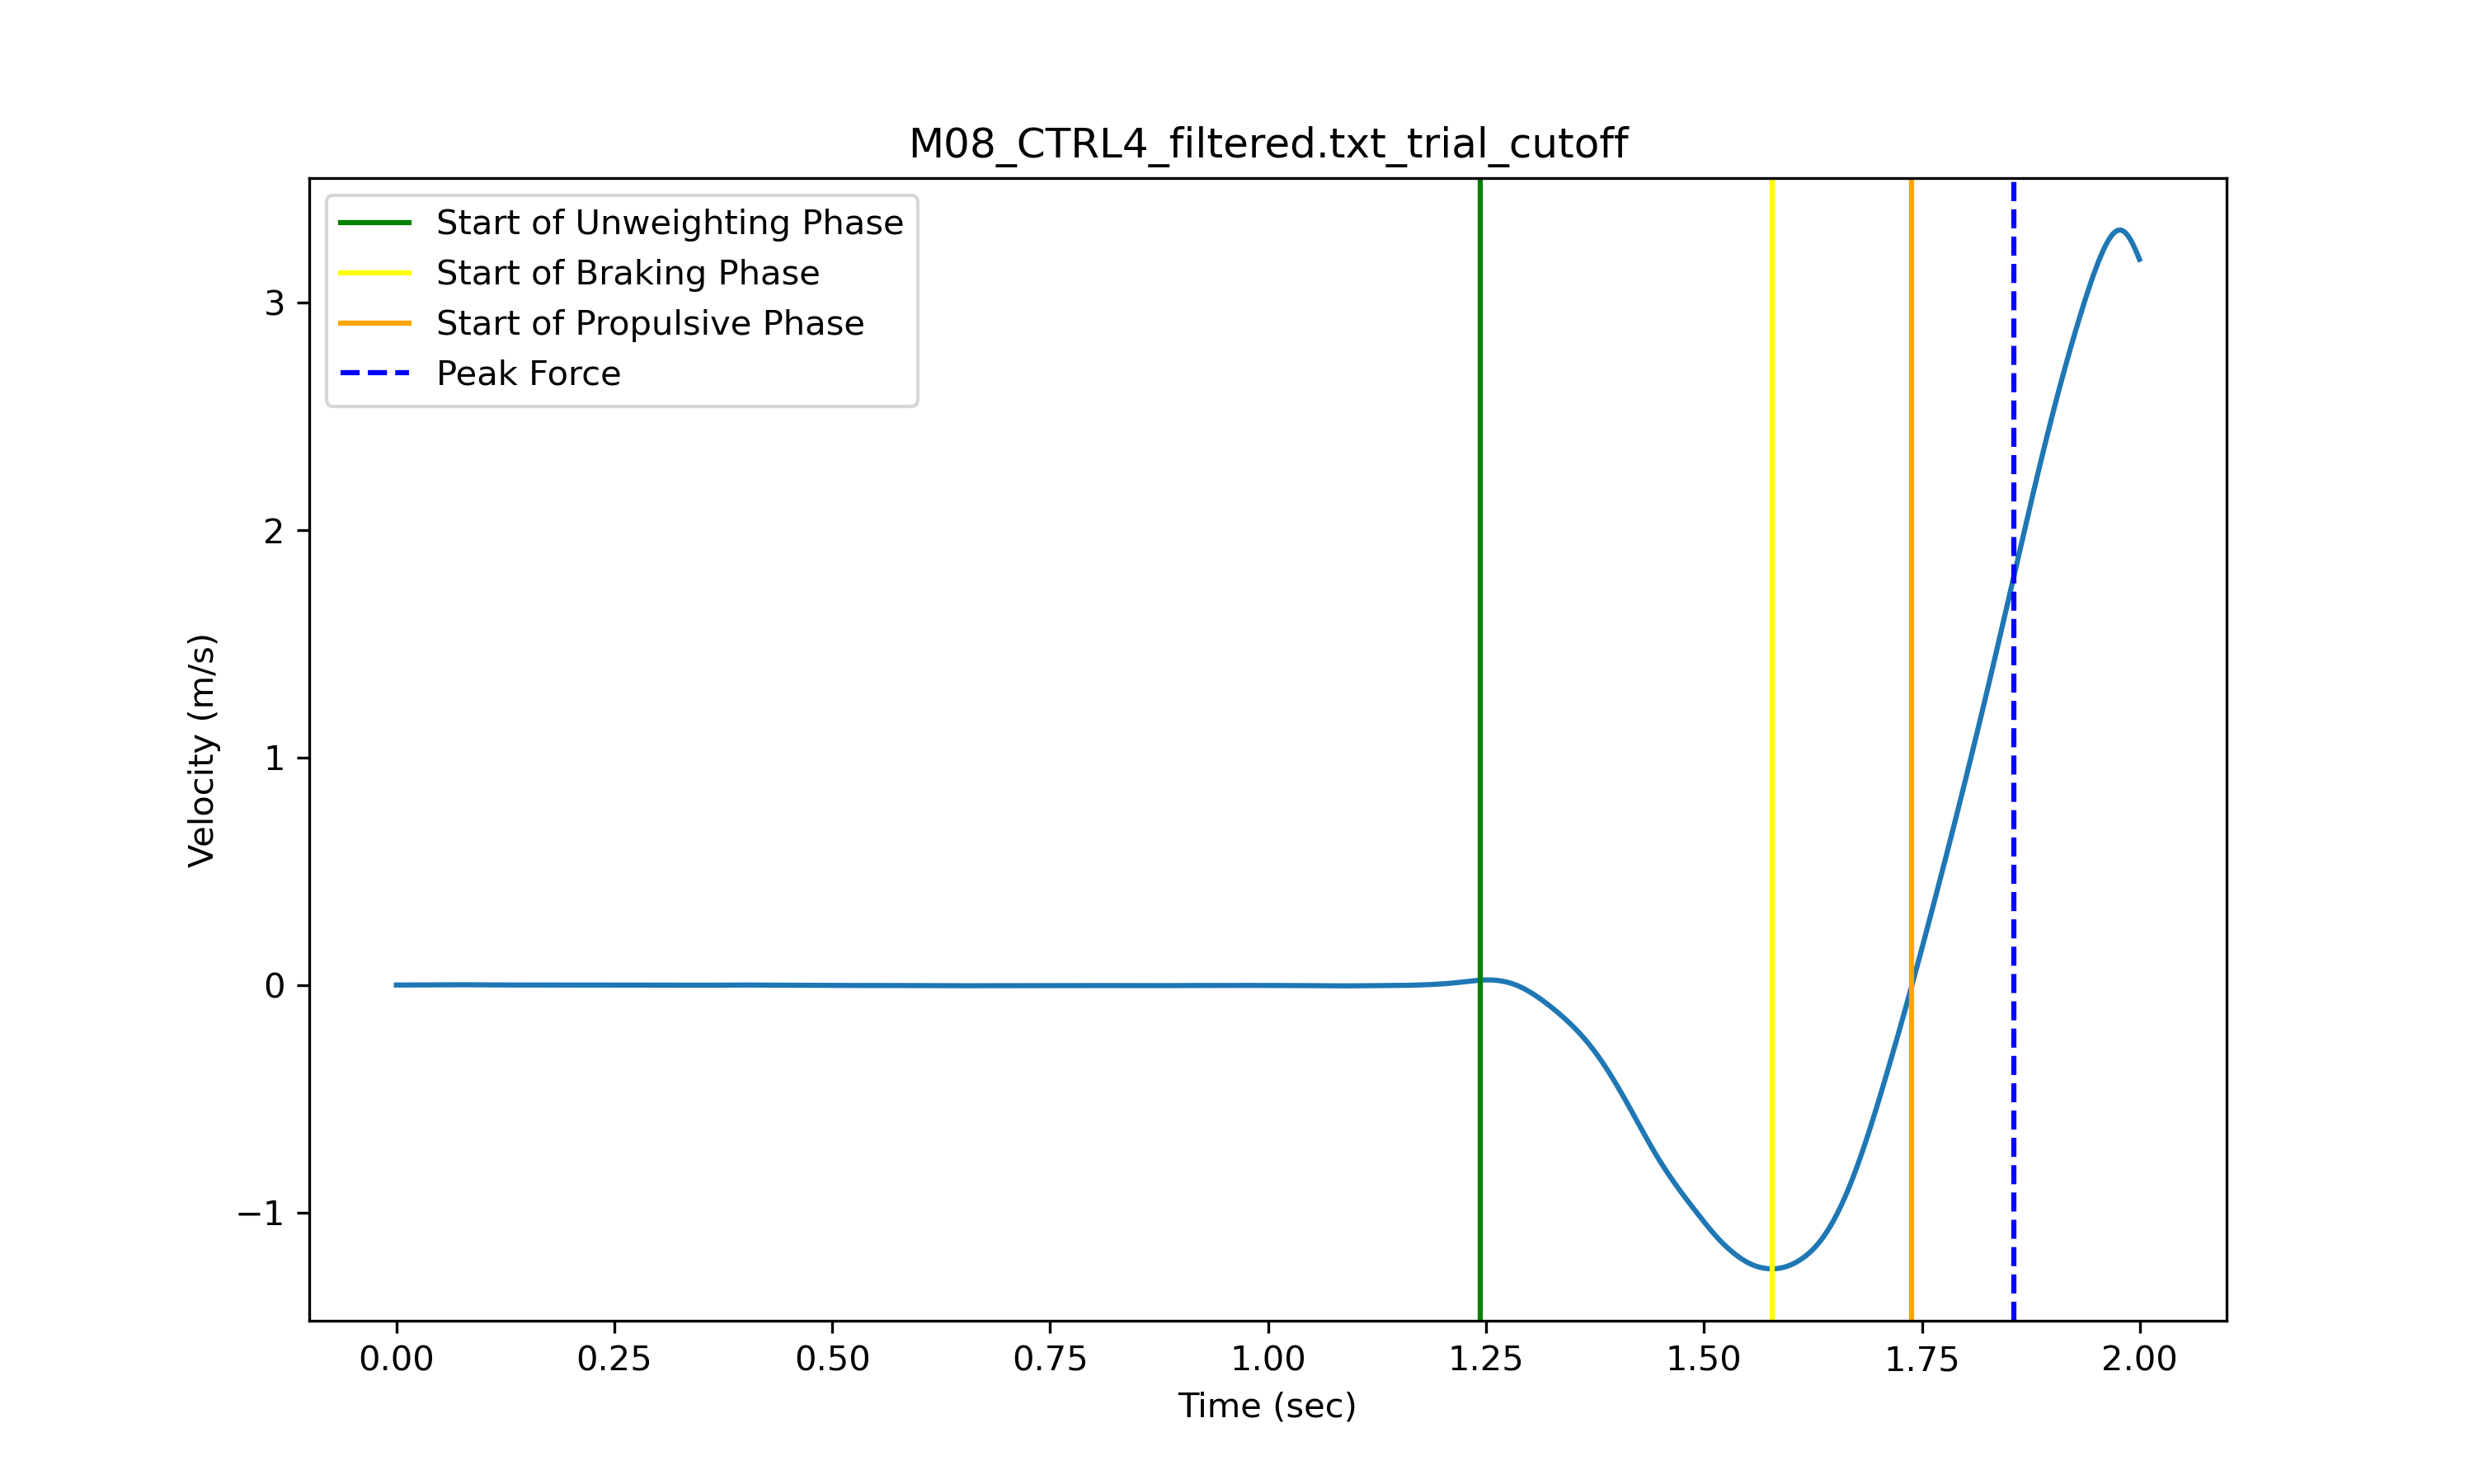 M08_CTRL4_filtered.txt_trial_cutoff
Start of Unweighting Phase
Start of Braking Phase
Start of Propulsive Phase
Peak Force
Velocity (m/s)
3
2
1
0
−1
0.00 0.25 0.50 0.75 1.00 1.25 1.50 1.75 2.00
Time (sec)